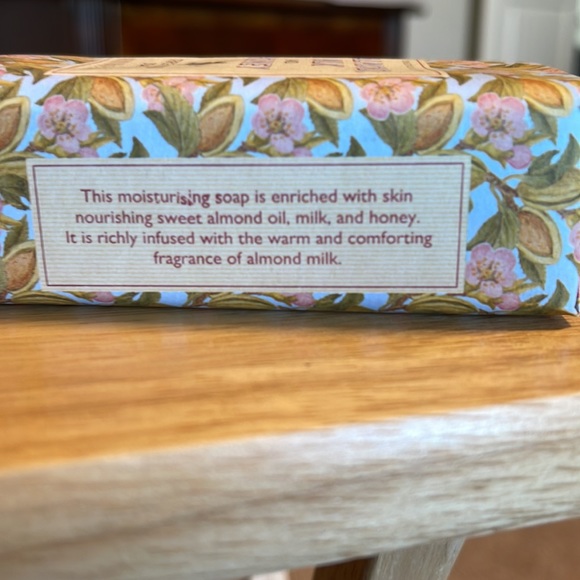 This moisturising soap is enriched with skin
nourishing sweet almond oil, milk, and honey.
It is richly infused with the warm and comforting
fragrance of almond milk.